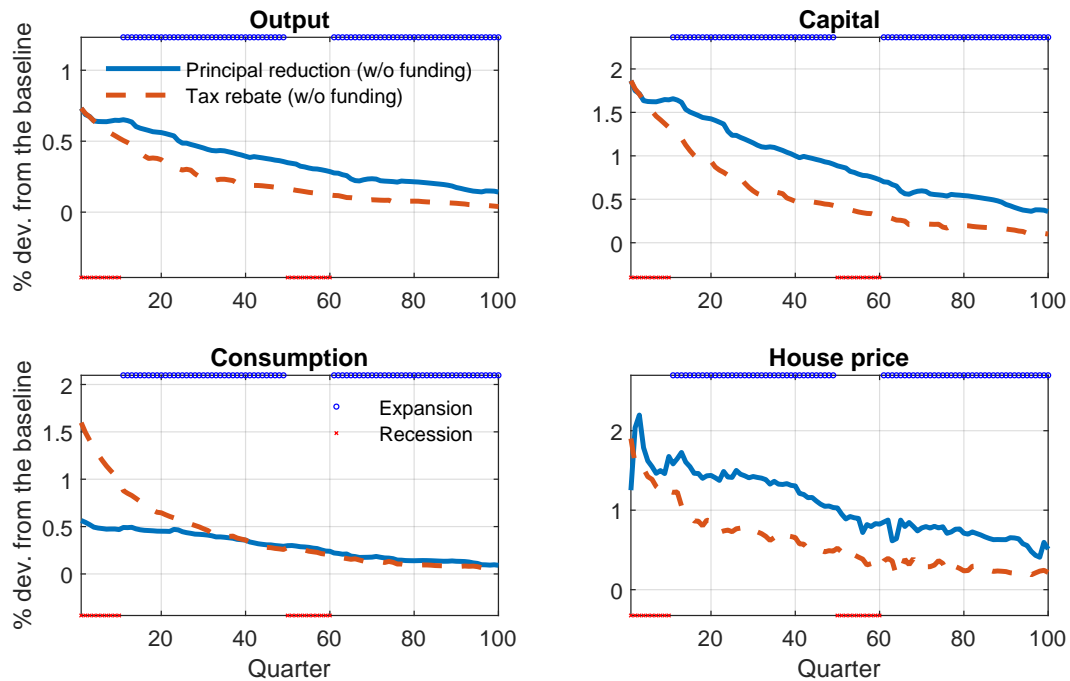 Output
% dev. from the baseline
1
0.5
0
Principal reduction (w/o funding)
Tax rebate (w/o funding)
20 40 60 80 100
Capital
2
1.5
1
0.5
0
20 40 60 80 100
Consumption
% dev. from the baseline
2
1.5
1
0.5
0
Expansion
Recession
20 40 60 80 100
Quarter
House price
2
1
0
20 40 60 80 100
Quarter